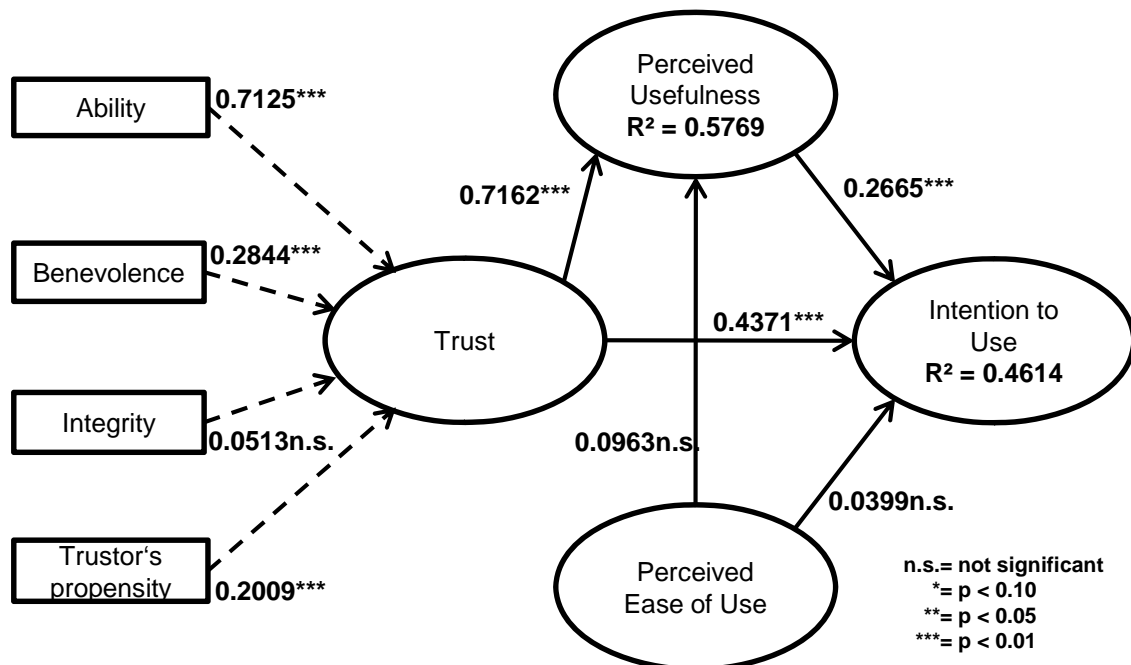 Perceived
Usefulness
R² = 0.5769
Ability
0.7125***
0.7162***
0.2665***
Benevolence
0.2844***
Trust
0.4371***
Intention to
Use
R² = 0.4614
Integrity
0.0513n.s.
0.0963n.s.
0.0399n.s.
Trustor‘s
propensity
0.2009***
Perceived
Ease of Use
n.s.= not significant
*= p < 0.10
**= p < 0.05
***= p < 0.01